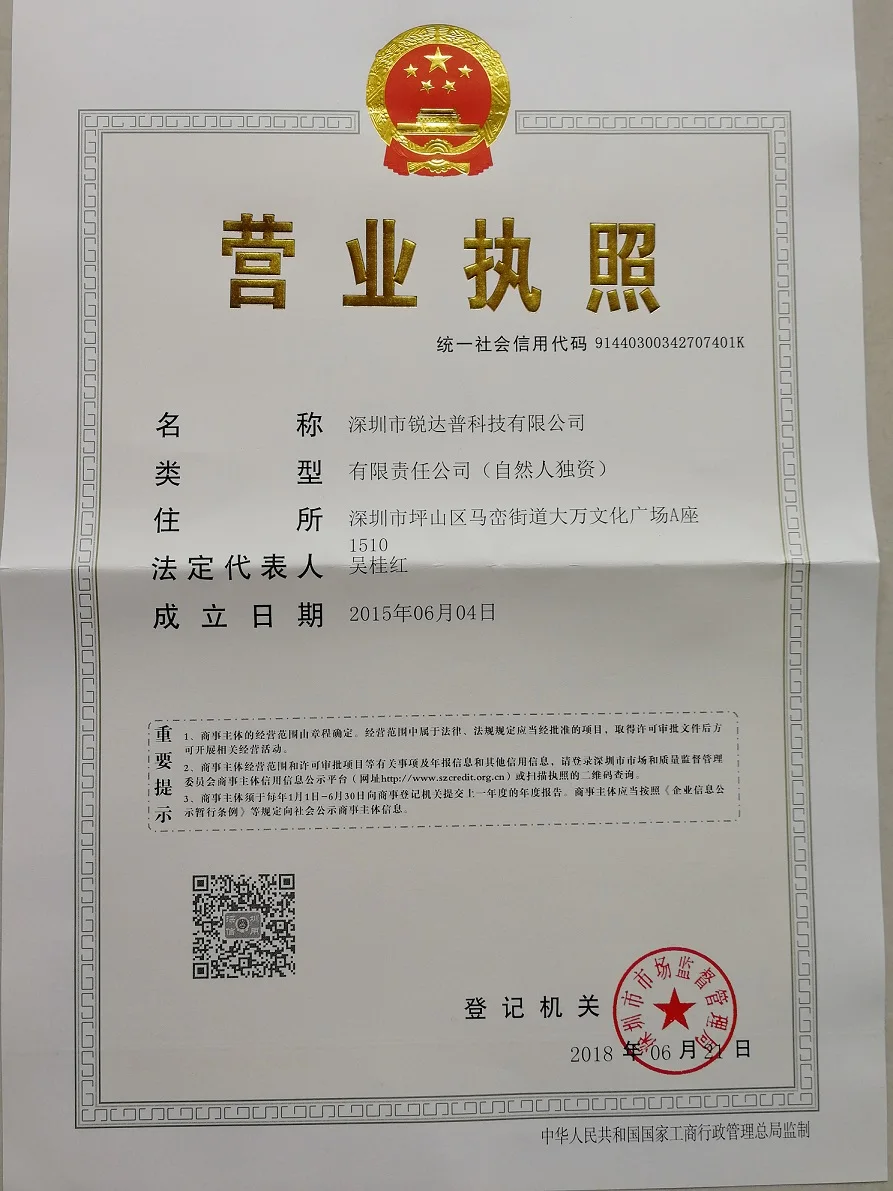 营业执照
统一社会信用代码 91440300342707401K
名称 深圳市锐达普科技有限公司
类型 有限责任公司（自然人独资）
住所 深圳市坪山区马峦街道大万文化广场A座
1510
法定代表人 吴桂红
成立日期 2015年06月04日
重要提示
1、商事主体的经营范围由章程确定。经营范围中属于法律、法规规定应当经批准的项目，取得许可审批文件后方
可开展相关经营活动。
2、商事主体经营范围和许可审批项目等有关事项及年报信息和其他信用信息，请登录深圳市市场和质量监督管理
委员会商事主体信用信息公示平台（网址http://www.szcredit.org.cn）或扫描执照的二维码查询。
3、商事主体须于每年1月1日-6月30日向商事登记机关提交上一年度的年度报告。商事主体应当按照《企业信息公
示暂行条例》等规定向社会公示商事主体信息。
深圳
信用
登记机关
深圳市市场监督管理局
2018 年 06 月 21 日
中华人民共和国国家工商行政管理总局监制